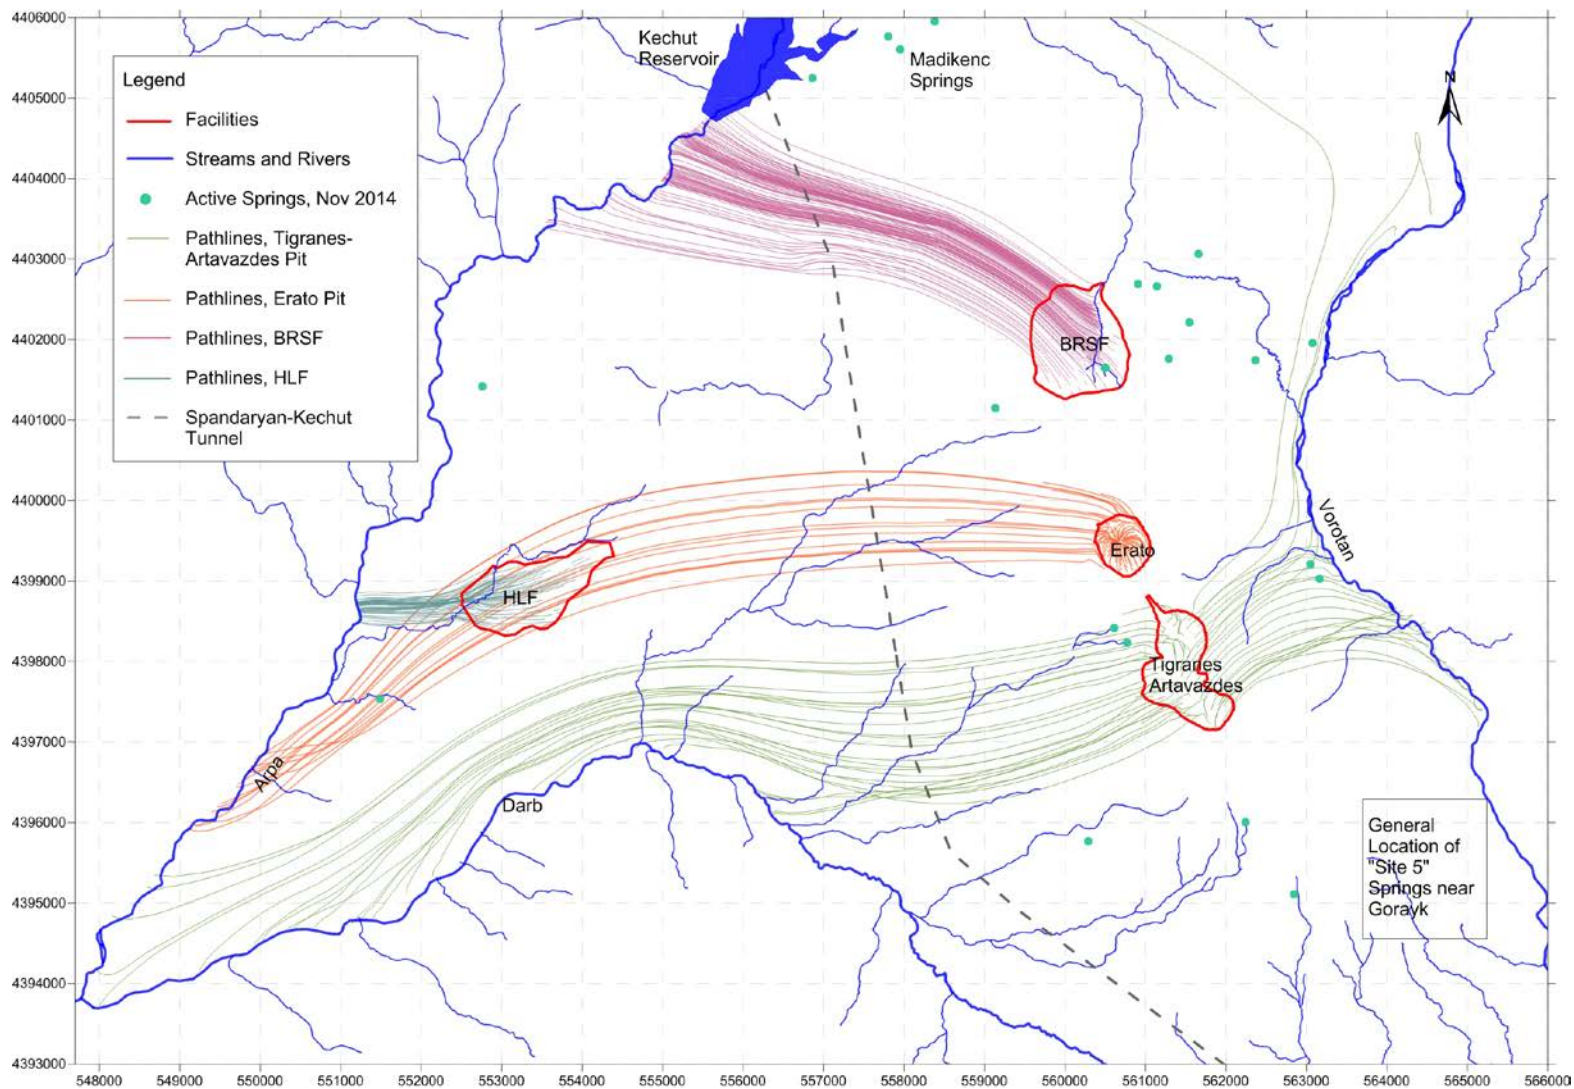 4406000
4405000
4404000
4403000
4402000
4401000
4400000
4399000
4398000
4397000
4396000
4395000
4394000
4393000
Legend
Facilities
Streams and Rivers
Active Springs, Nov 2014
Pathlines, Tigranes-
Artavazdes Pit
Pathlines, Erato Pit
Pathlines, BRSF
Pathlines, HLF
Spandaryan-Kechut
Tunnel
Kechut
Reservoir
Madikenc
Springs
N
BRSF
Vorotan
Erato
HLF
Tigranes
Artavazdes
Arpa
Darb
General
Location of
"Site 5"
Springs near
Gorayk
548000 549000 550000 551000 552000 553000 554000 555000 556000 557000 558000 559000 560000 561000 562000 563000 564000 565000 566000